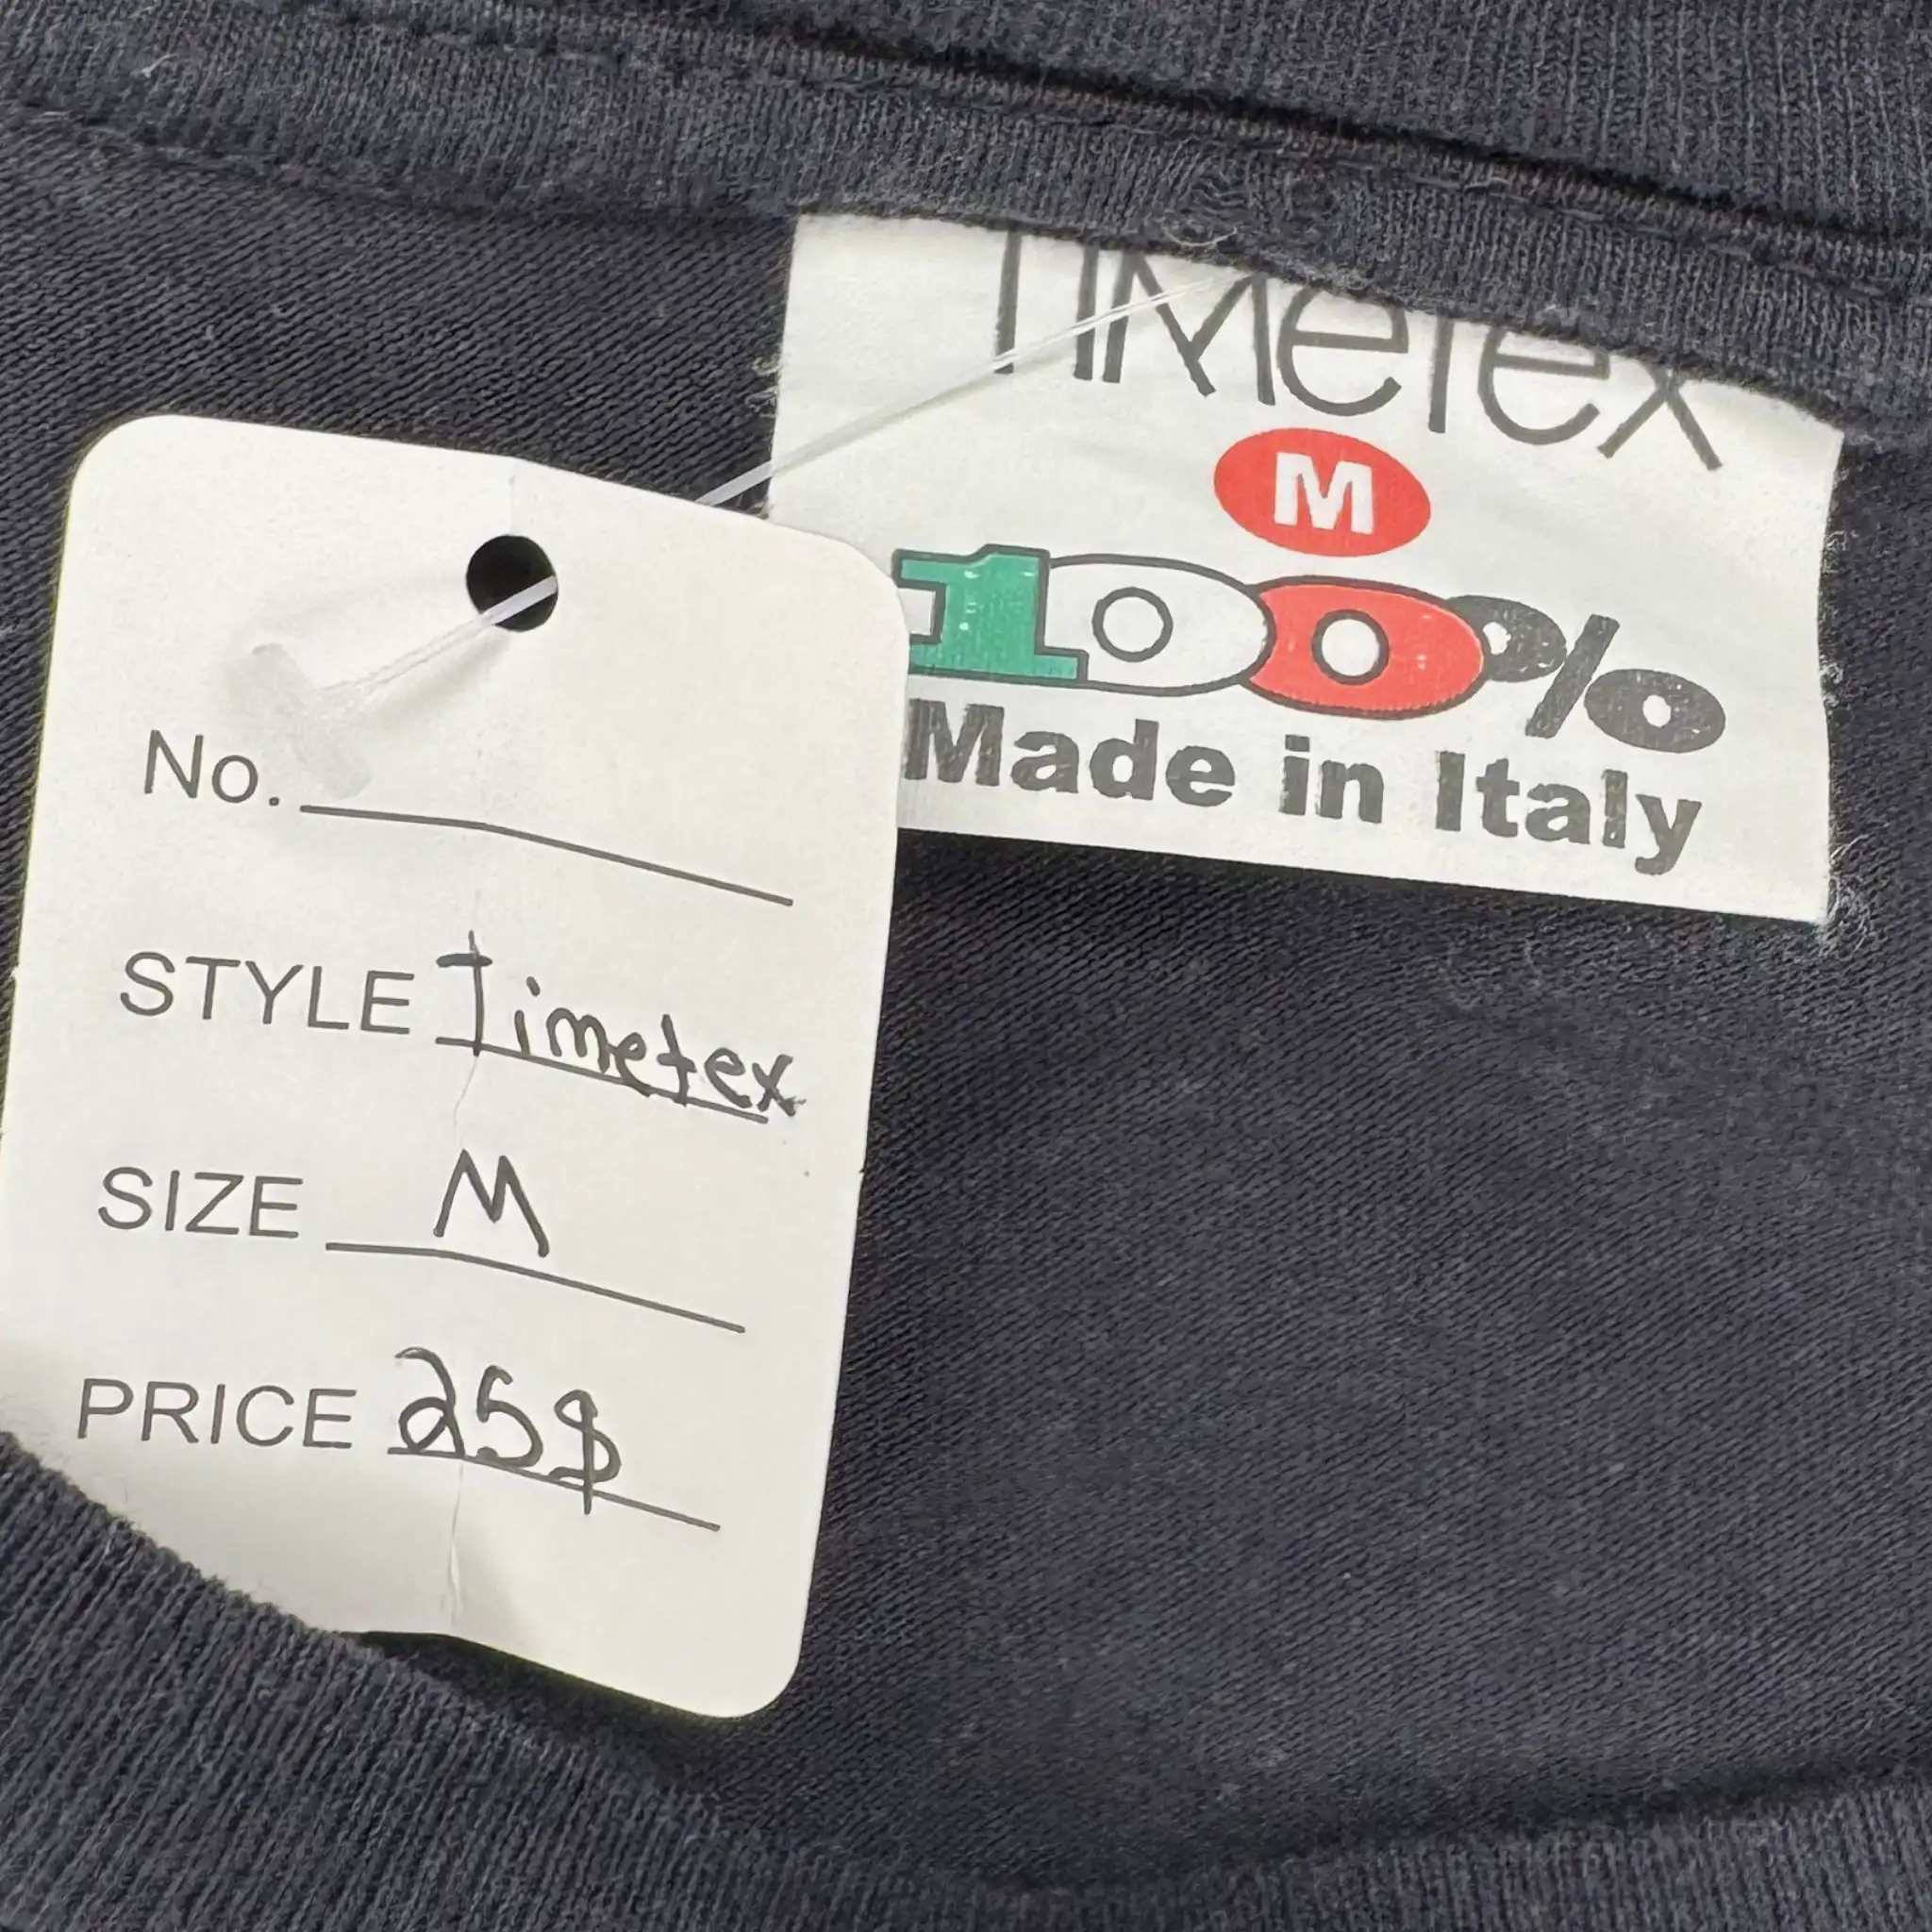 TIMeTex
M
100%
Made in Italy
No.
STYLE Timetex
SIZE M
PRICE 25$